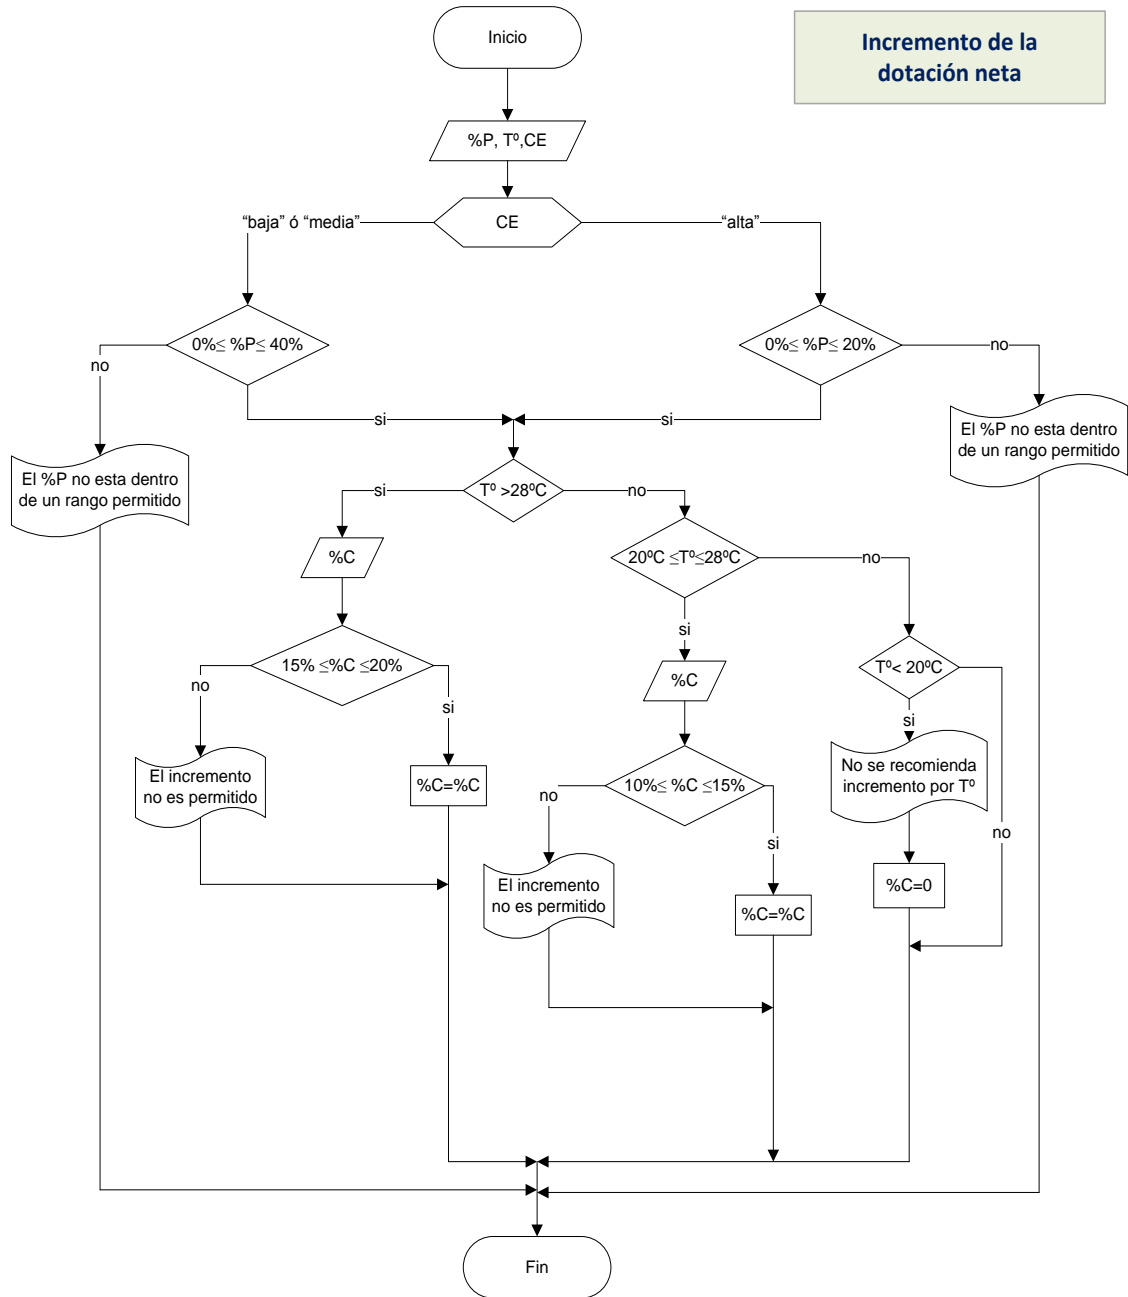 Inicio
Incremento de la
dotación neta
%P, Tº,CE
“baja” ó “media”
CE
“alta”
0%≤ %P≤ 40%
0%≤ %P≤ 20%
no
no
si
si
El %P no esta dentro
de un rango permitido
El %P no esta dentro
de un rango permitido
si
Tº >28ºC
no
%C
20ºC ≤Tº≤28ºC
no
si
15% ≤%C ≤20%
%C
Tº< 20ºC
no
si
si
El incremento
no es permitido
%C=%C
10%≤ %C ≤15%
No se recomienda
incremento por Tº
no
si
no
El incremento
no es permitido
%C=%C
%C=0
Fin